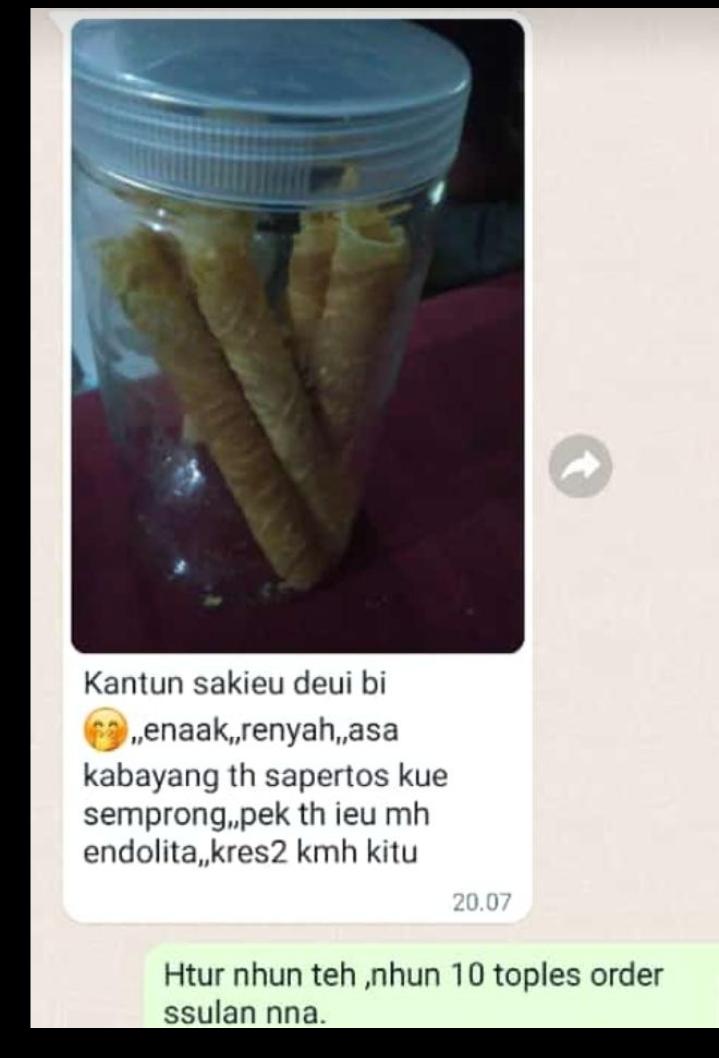 Kantun sakieu deui bi
🤭,,enaak,,renyah,,asa
kabayang th sapertos kue
semprong,,pek th ieu mh
endolita,,kres2 kmh kitu
20.07
Htur nhun teh ,nhun 10 toples order
ssulan nna.